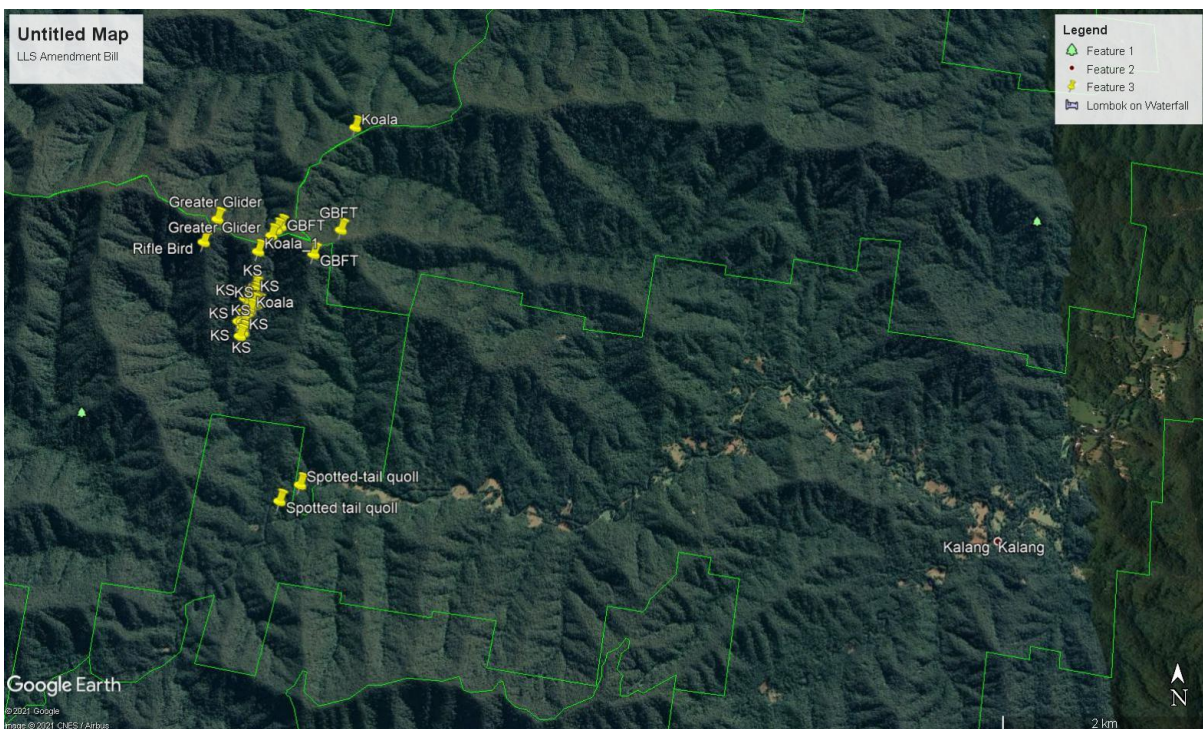 Untitled Map
LLS Amendment Bill
Legend
Feature 1
Feature 2
Feature 3
Lombok on Waterfall
Koala
Greater Glider
GBFT
Greater Glider
GBFT
Rifle Bird
Koala_1
GBFT
KS
KS
KS
KS
Koala
KS
KS
KS
KS
KS
Spotted-tail quoll
Spotted tail quoll
Kalang
Kalang
Google Earth
© 2021 Google
Image © 2021 CNES / Airbus
N
2 km